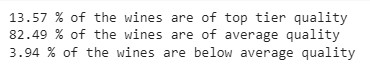 13.57 % of the wines are of top tier quality
82.49 % of the wines are of average quality
3.94 % of the wines are below average quality